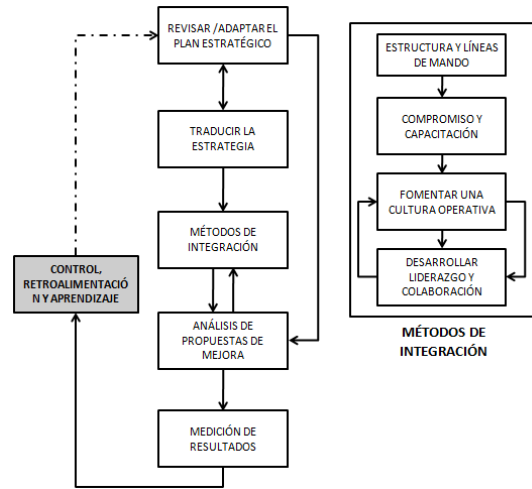 REVISAR /ADAPTAR EL
PLAN ESTRATÉGICO
TRADUCIR LA
ESTRATEGIA
MÉTODOS DE
INTEGRACIÓN
CONTROL,
RETROALIMENTACIÓ
N Y APRENDIZAJE
ANÁLISIS DE
PROPUESTAS DE
MEJORA
MEDICIÓN DE
RESULTADOS
ESTRUCTURA Y LÍNEAS
DE MANDO
COMPROMISO Y
CAPACITACIÓN
FOMENTAR UNA
CULTURA OPERATIVA
DESARROLLAR
LIDERAZGO Y
COLABORACIÓN
MÉTODOS DE
INTEGRACIÓN